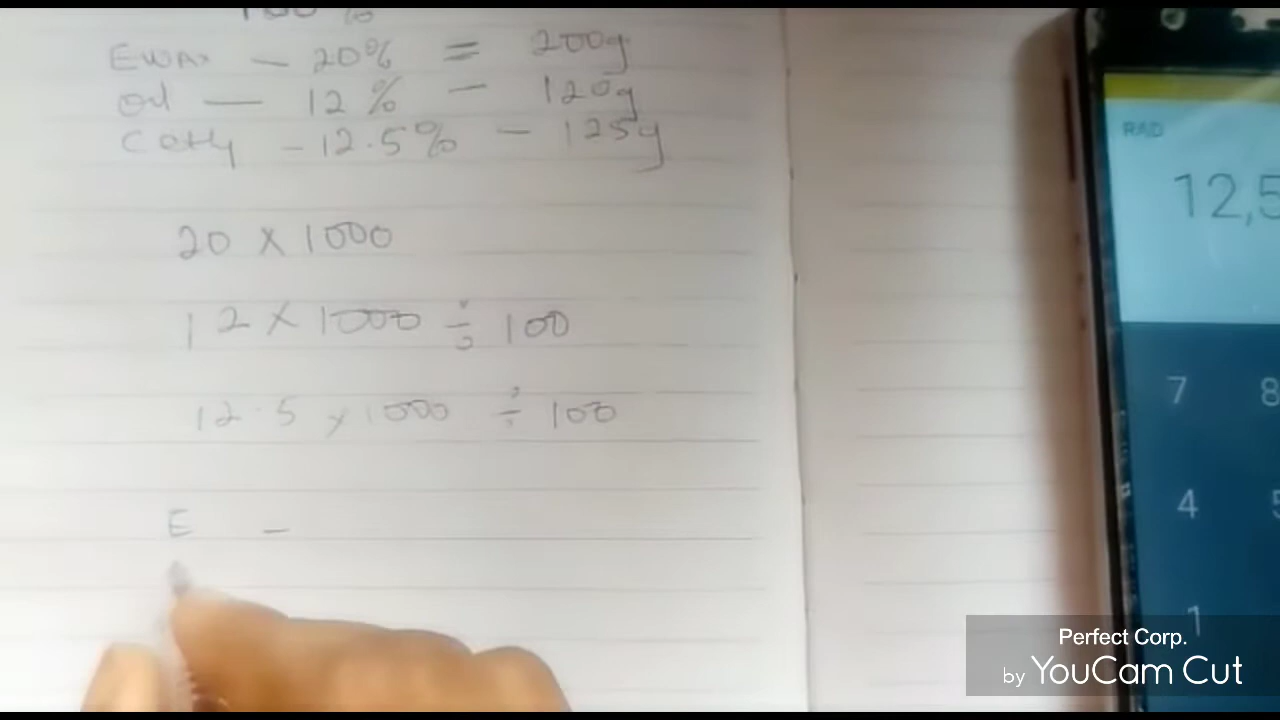 100%
Ewax — 20% = 200g
Oil — 12% — 120g
— 12.5% — 125g
20 x 1000
12 x 1000 ÷ 100
12.5 x 1000 ÷ 100
E —
RAD
12,5
7 8
4 5
1
Perfect Corp.
by YouCam Cut